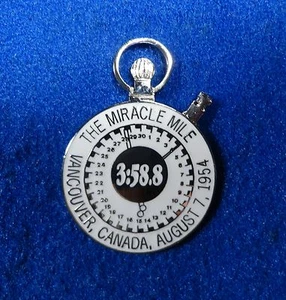 THE MIRACLE MILE
VANCOUVER, CANADA, AUGUST 7, 1954
3:58.8